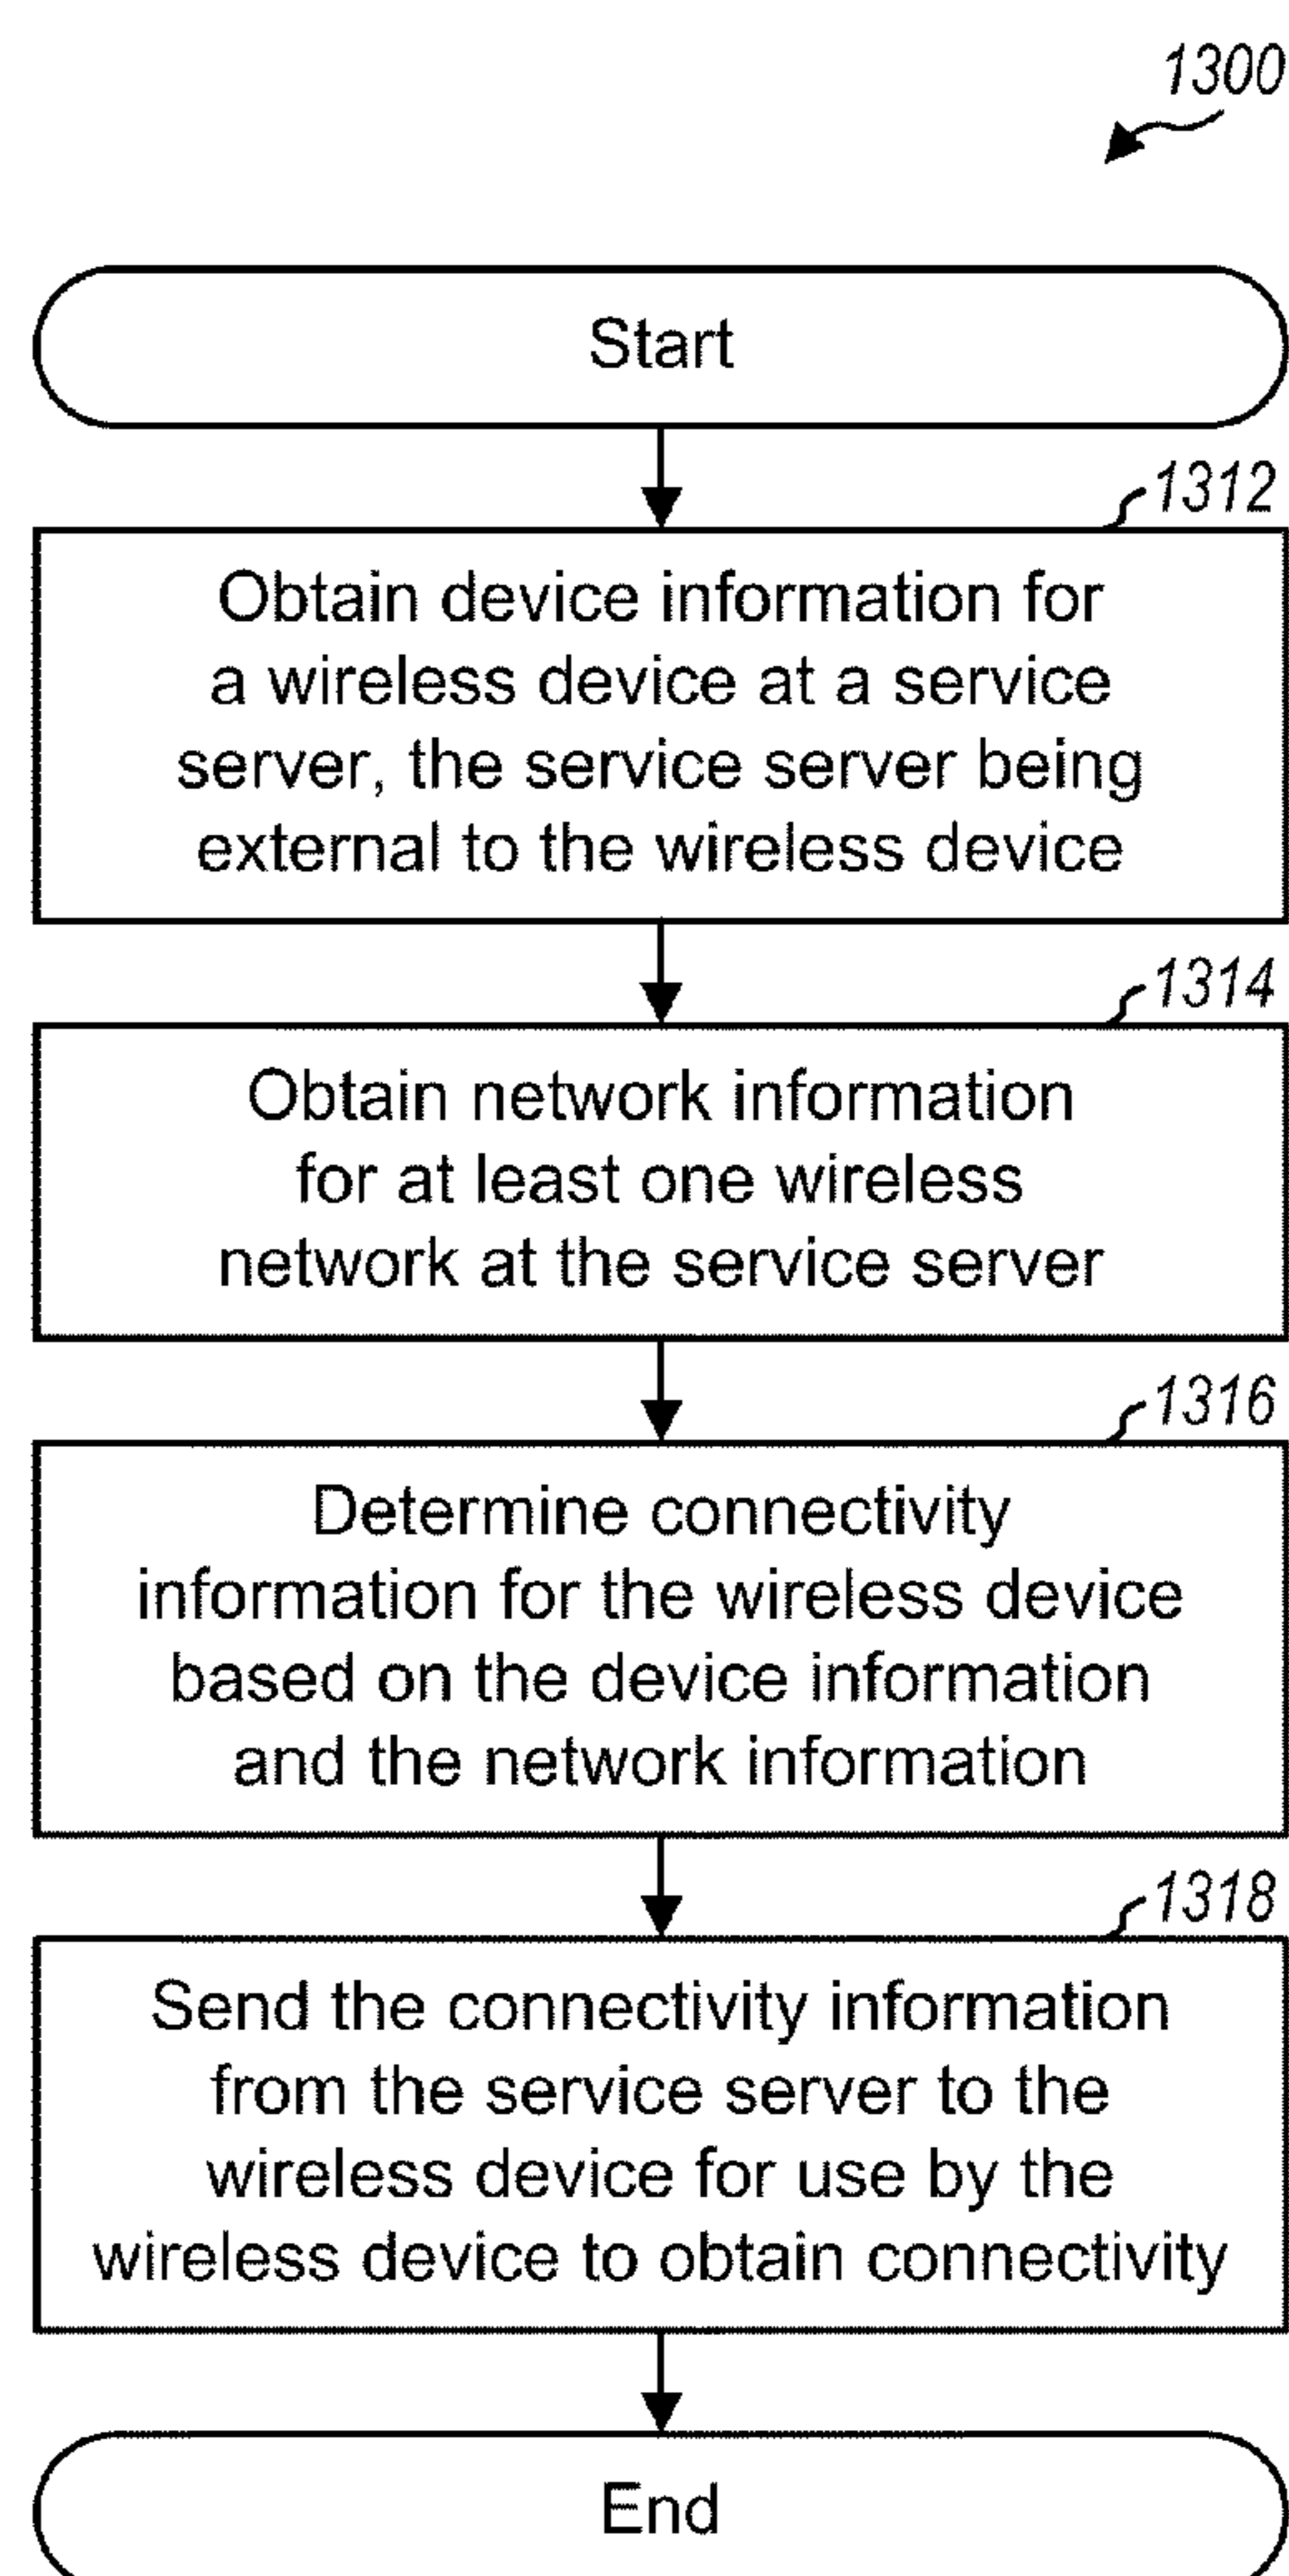 1300
Start
1312
Obtain device information for
a wireless device at a service
server, the service server being
external to the wireless device
1314
Obtain network information
for at least one wireless
network at the service server
1316
Determine connectivity
information for the wireless device
based on the device information
and the network information
1318
Send the connectivity information
from the service server to the
wireless device for use by the
wireless device to obtain connectivity
End